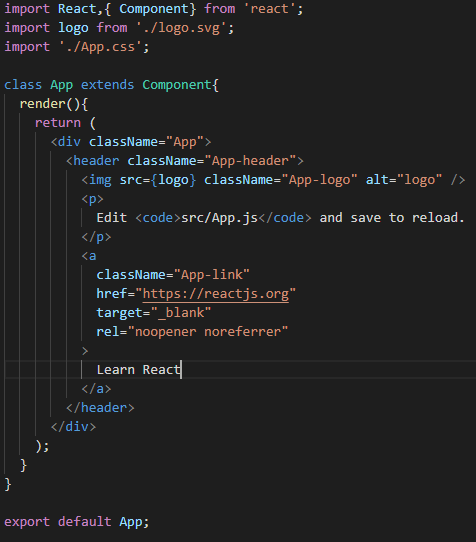 import React,{ Component} from 'react';
import logo from './logo.svg';
import './App.css';

class App extends Component{
  render(){
    return (
      <div className="App">
        <header className="App-header">
          <img src={logo} className="App-logo" alt="logo" />
          <p>
            Edit <code>src/App.js</code> and save to reload.
          </p>
          <a
            className="App-link"
            href="https://reactjs.org"
            target="_blank"
            rel="noopener noreferrer"
          >
            Learn React
          </a>
        </header>
      </div>
    );
  }
}

export default App;